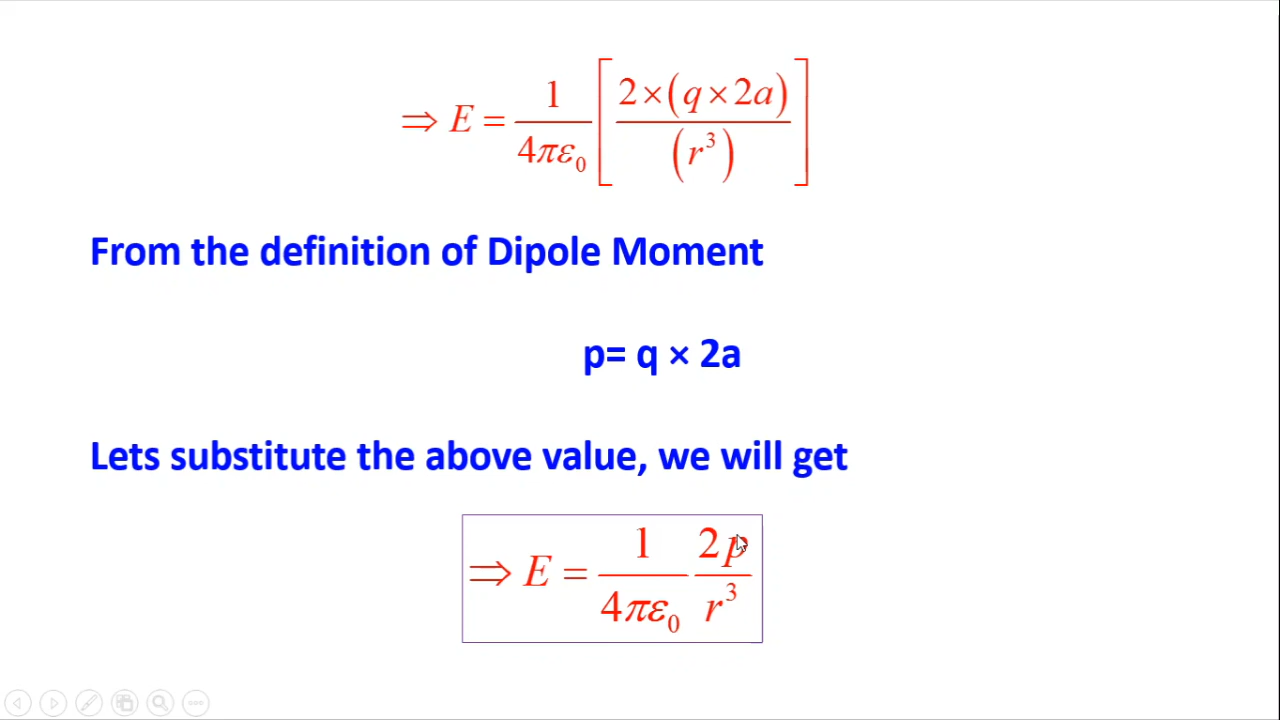 ⇒ E = 1/4πε₀ [2×(q×2a)/(r³)]
From the definition of Dipole Moment
p= q × 2a
Lets substitute the above value, we will get
⇒ E = 1/4πε₀ 2p/r³